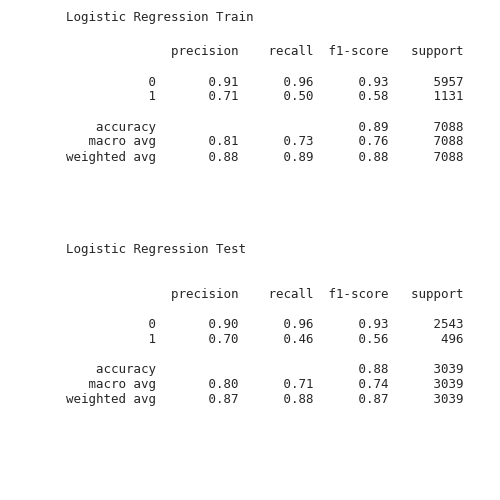 Logistic Regression Train
precision recall f1-score support
0 0.91 0.96 0.93 5957
1 0.71 0.50 0.58 1131
accuracy 0.89 7088
macro avg 0.81 0.73 0.76 7088
weighted avg 0.88 0.89 0.88 7088
Logistic Regression Test
precision recall f1-score support
0 0.90 0.96 0.93 2543
1 0.70 0.46 0.56 496
accuracy 0.88 3039
macro avg 0.80 0.71 0.74 3039
weighted avg 0.87 0.88 0.87 3039